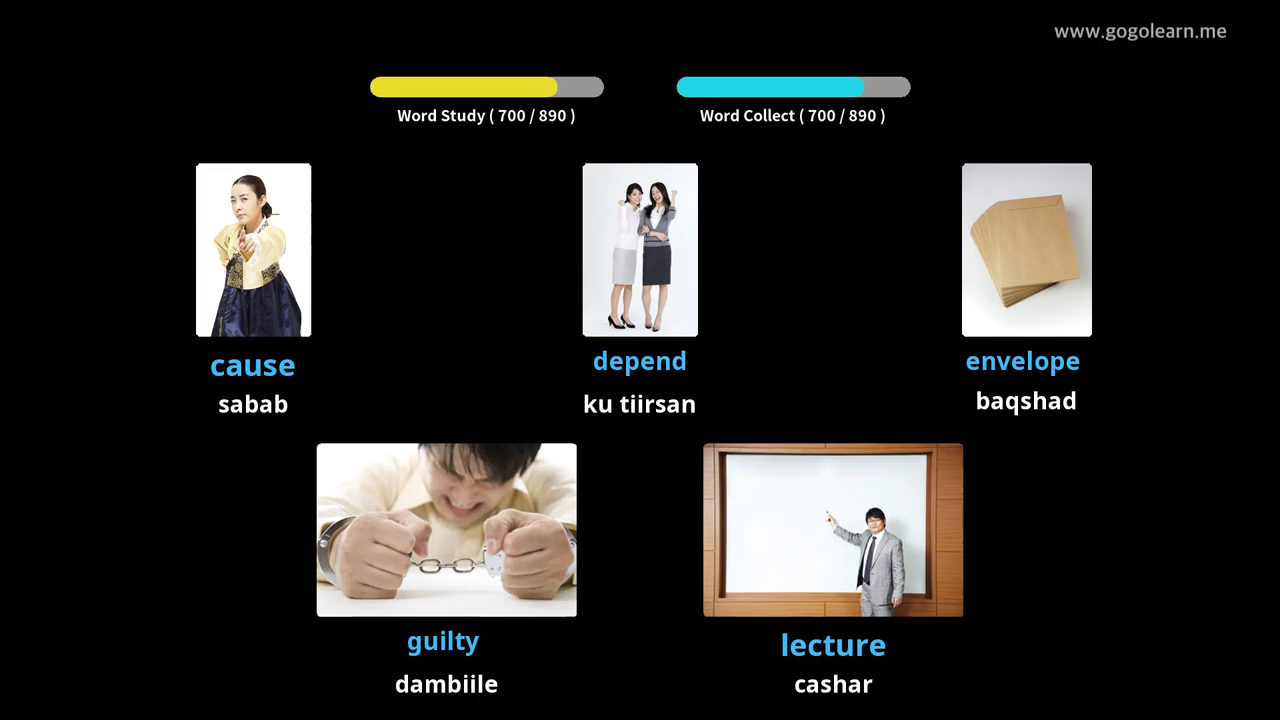 www.gogolearn.me
Word Study ( 700 / 890 )
Word Collect ( 700 / 890 )
cause
sabab
depend
ku tiirsan
envelope
baqshad
guilty
dambiile
lecture
cashar